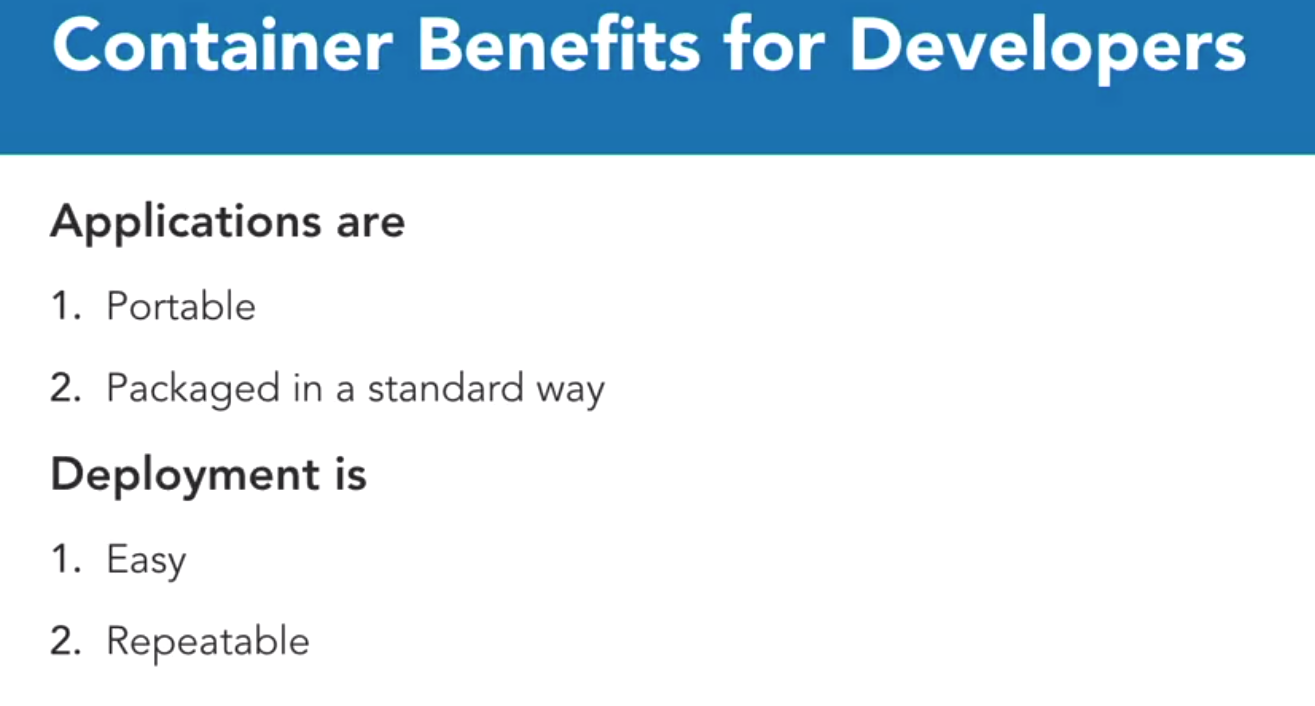 Container Benefits for Developers
Applications are
1. Portable
2. Packaged in a standard way
Deployment is
1. Easy
2. Repeatable